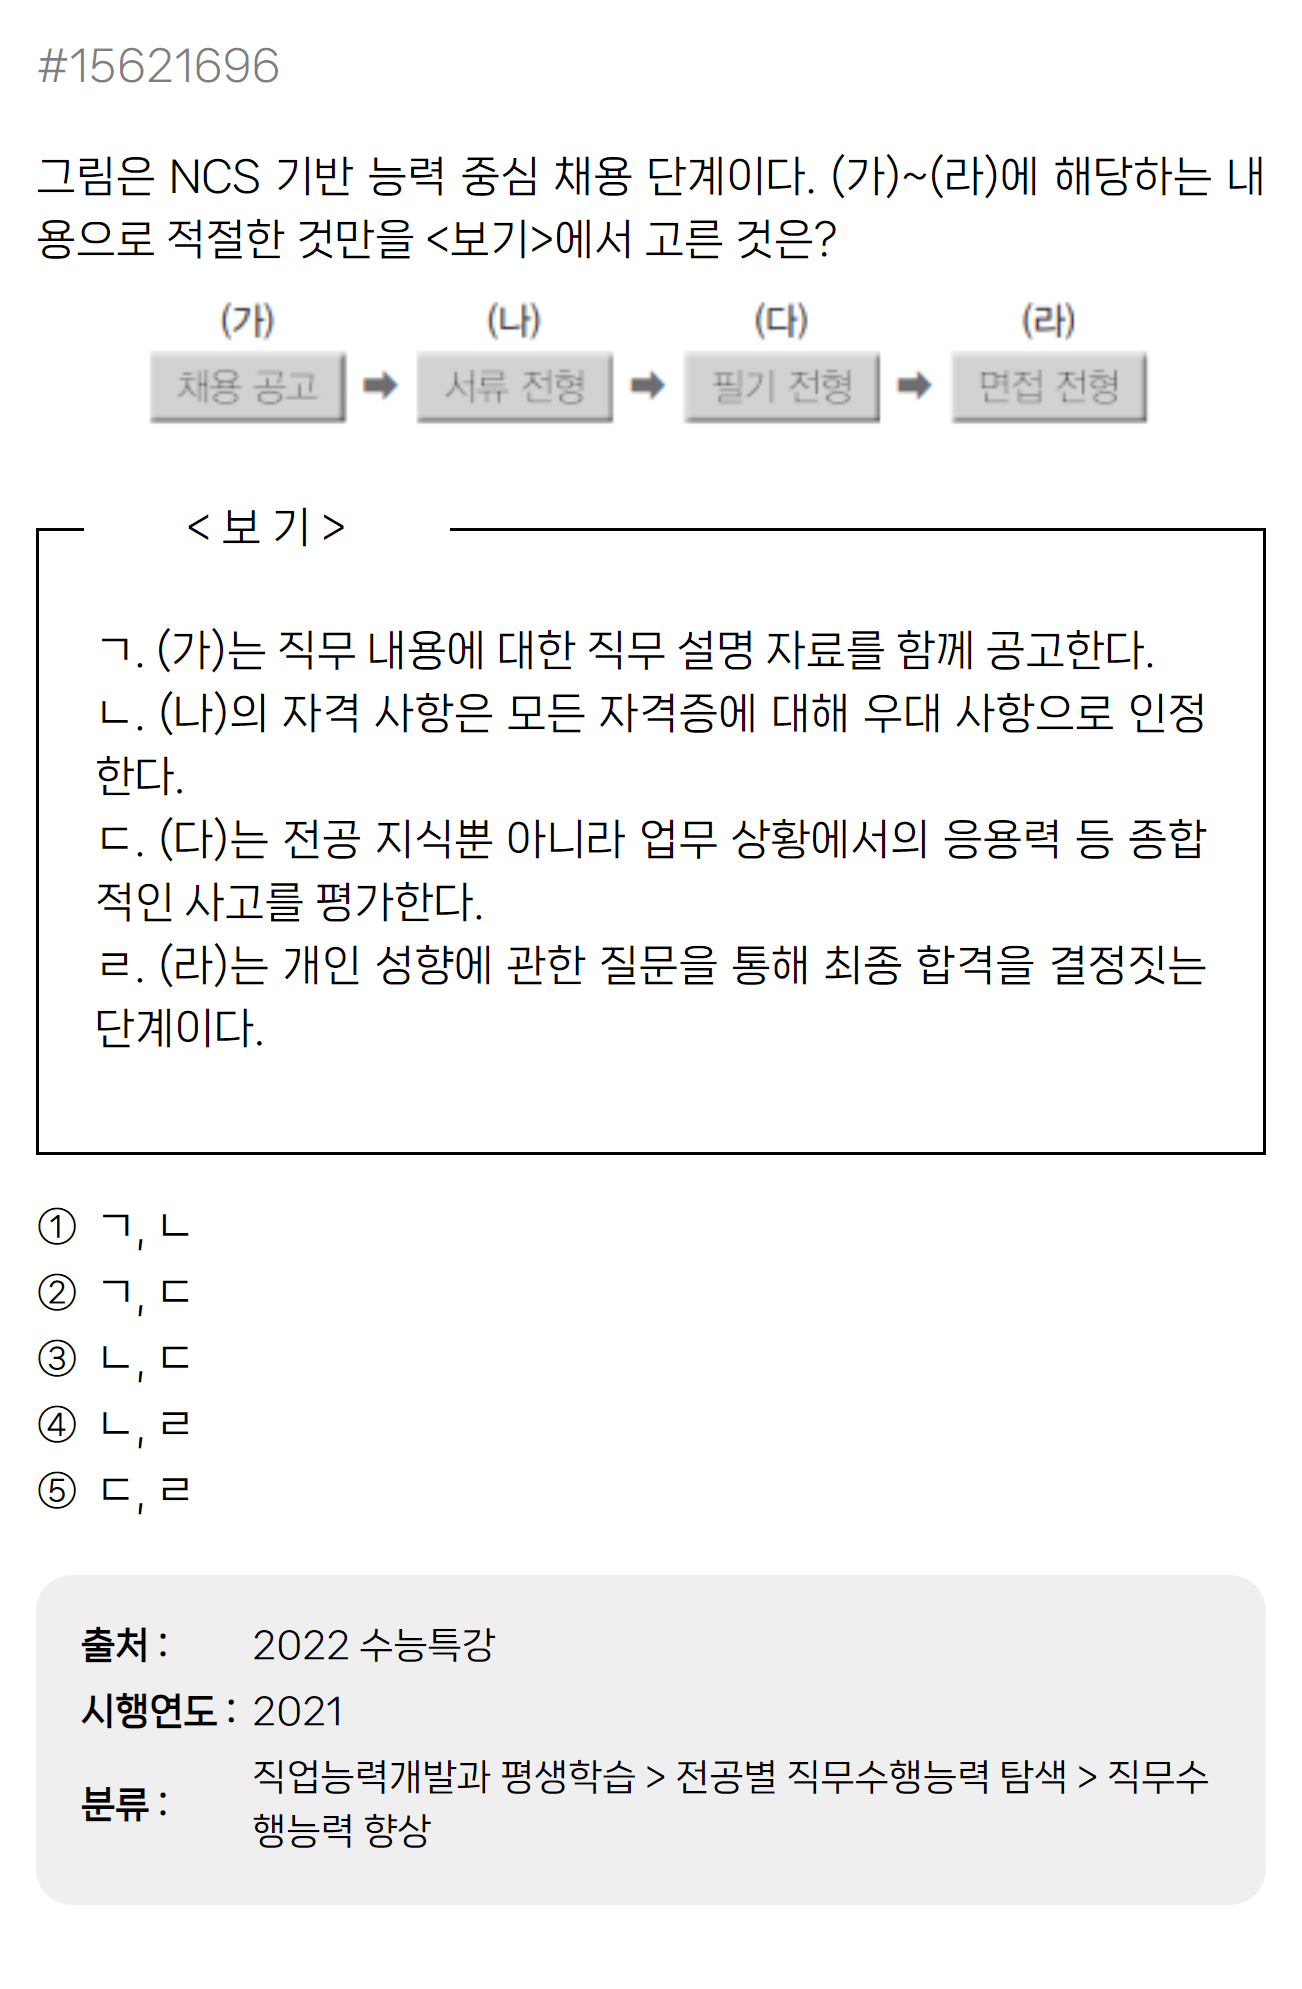 #15621696
그림은 NCS 기반 능력 중심 채용 단계이다. (가)~(라)에 해당하는 내
용으로 적절한 것만을 <보기>에서 고른 것은?
(가) (나) (다) (라)
채용 공고 ➡ 서류 전형 ➡ 필기 전형 ➡ 면접 전형
< 보 기 >
ㄱ. (가)는 직무 내용에 대한 직무 설명 자료를 함께 공고한다.
ㄴ. (나)의 자격 사항은 모든 자격증에 대해 우대 사항으로 인정
한다.
ㄷ. (다)는 전공 지식뿐 아니라 업무 상황에서의 응용력 등 종합
적인 사고를 평가한다.
ㄹ. (라)는 개인 성향에 관한 질문을 통해 최종 합격을 결정짓는
단계이다.
① ㄱ, ㄴ
② ㄱ, ㄷ
③ ㄴ, ㄷ
④ ㄴ, ㄹ
⑤ ㄷ, ㄹ
출처 : 2022 수능특강
시행연도 : 2021
분류 : 직업능력개발과 평생학습 > 전공별 직무수행능력 탐색 > 직무수
행능력 향상